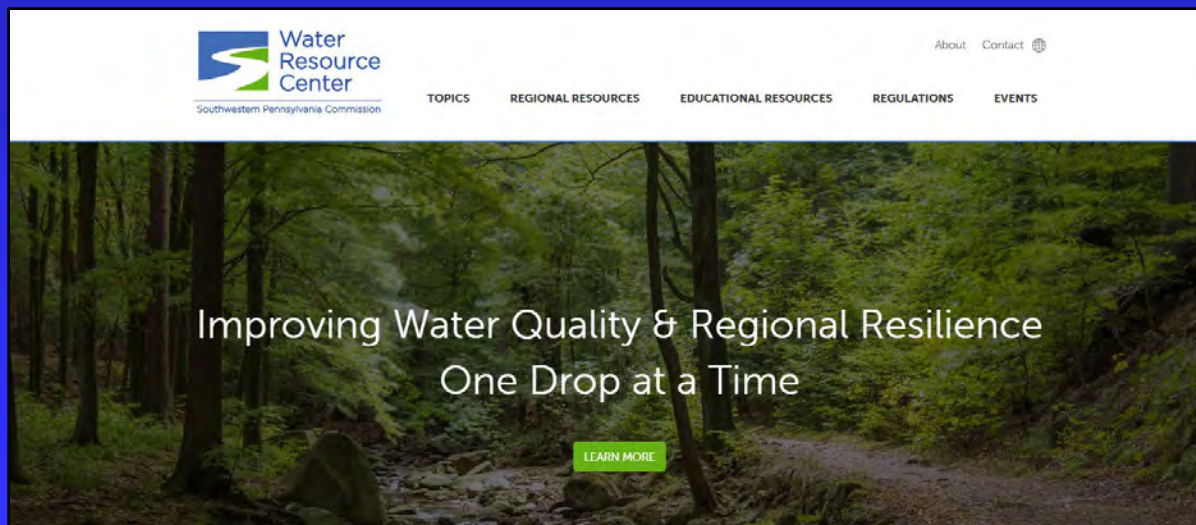 Water
Resource
Center
Southwestern Pennsylvania Commission
About Contact
TOPICS REGIONAL RESOURCES EDUCATIONAL RESOURCES REGULATIONS EVENTS
Improving Water Quality & Regional Resilience
One Drop at a Time
LEARN MORE